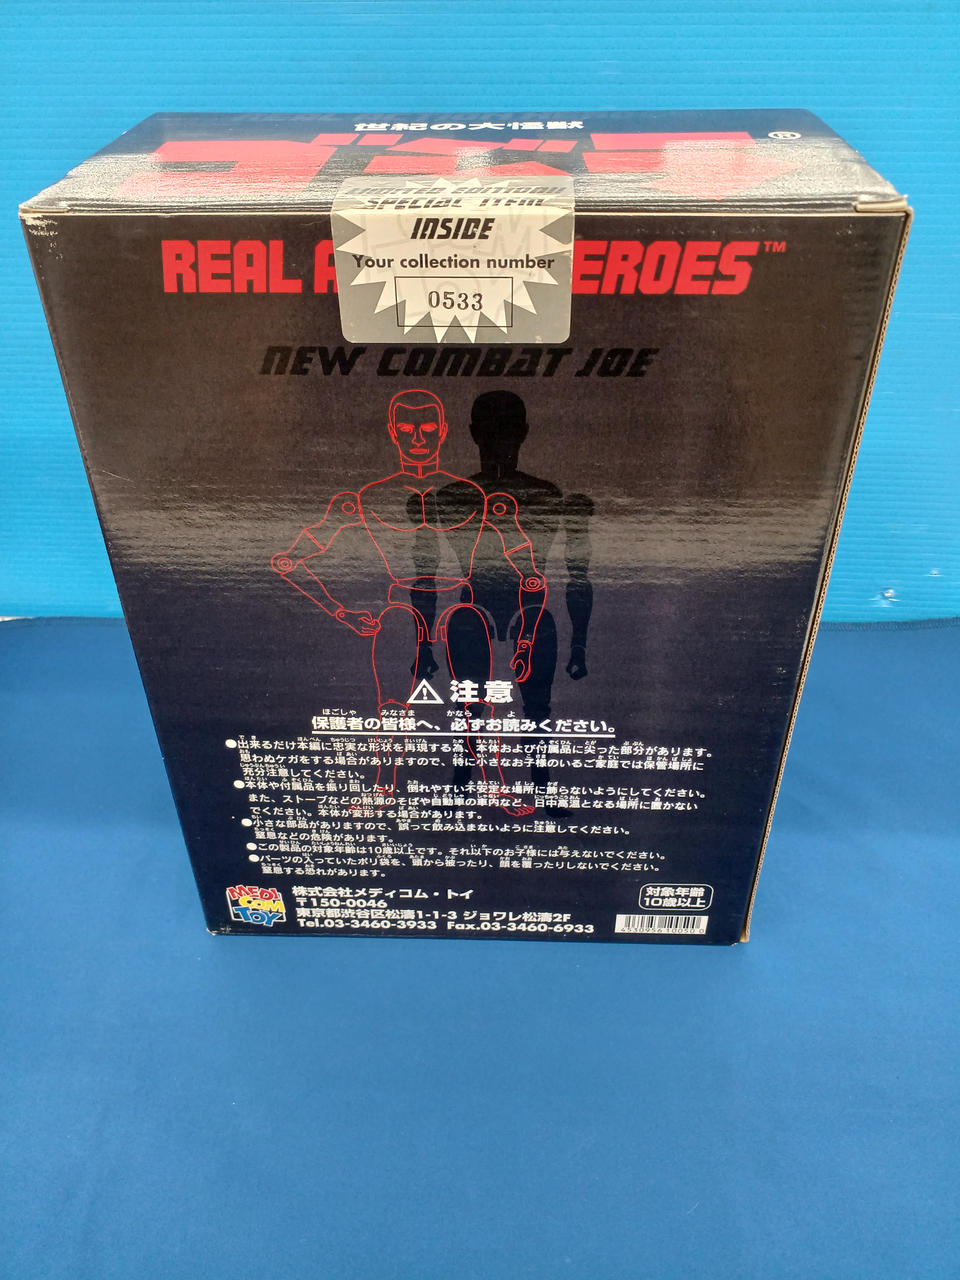 世紀の大怪獣
ゴジラ®
LIMITED EDITION!!
SPECIAL ITEM
INSIDE
Your collection number
0533
REAL A EROES™
NEW COMBAT JOE
注意
保護者の皆様へ、必ずお読みください。
●出来るだけ本編に忠実な形状を再現する為、本体および付属品に尖った部分があります。
思わぬケガをする場合がありますので、特に小さなお子様のいるご家庭では保管場所に
充分注意してください。
●本体や付属品を振り回したり、倒れやすい不安定な場所に飾らないようにしてください。
また、ストーブなどの熱源のそばや自動車の車内など、日中高温となる場所に置かない
でください。本体が変形する場合があります。
●小さな部品がありますので、誤って飲み込まないように注意してください。
窒息などの危険があります。
●この製品の対象年齢は10歳以上です。それ以下のお子様には与えないでください。
●パーツの入っていたポリ袋を、頭から被ったり、顔を覆ったりしないでください。
窒息する恐れがあります。
MEDI
COM
TOY
株式会社メディコム・トイ
〒150-0046
東京都渋谷区松濤1-1-3 ジョワレ松濤2F
Tel.03-3460-3933 Fax.03-3460-6933
対象年齢
10歳以上
4530956100500